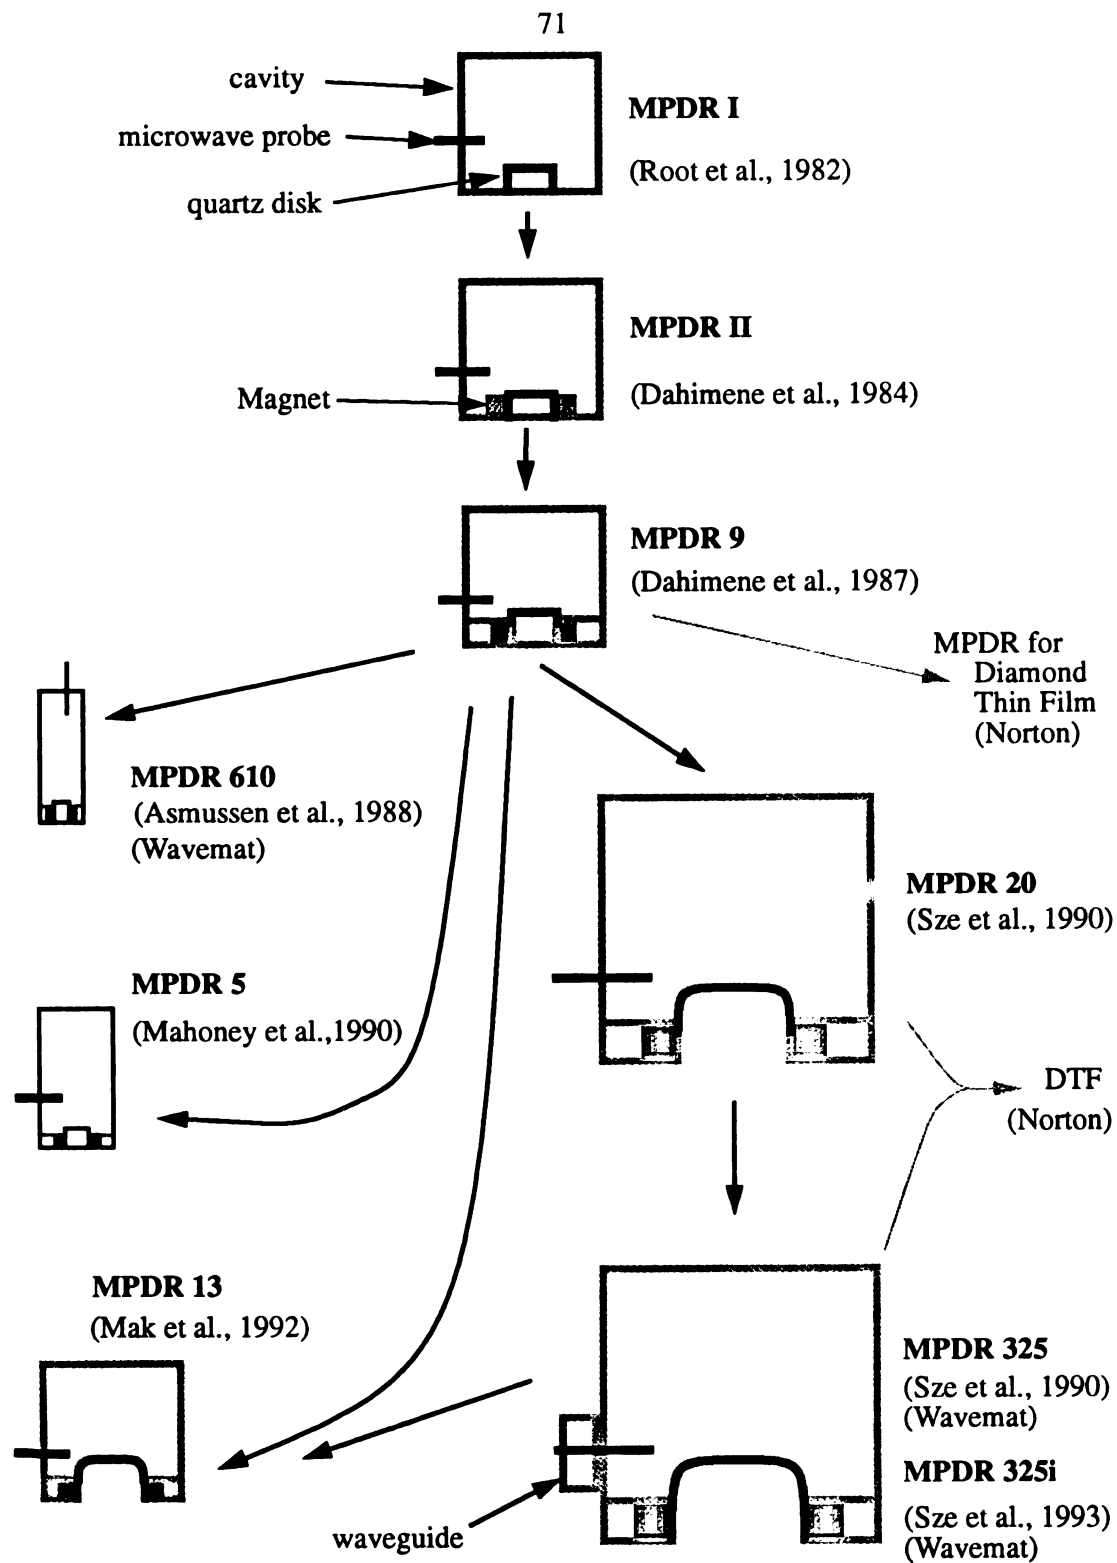 71
cavity
microwave probe
quartz disk
MPDR I
(Root et al., 1982)
MPDR II
(Dahimene et al., 1984)
Magnet
MPDR 9
(Dahimene et al., 1987)
MPDR for
Diamond
Thin Film
(Norton)
MPDR 610
(Asmussen et al., 1988)
(Wavemat)
MPDR 20
(Sze et al., 1990)
MPDR 5
(Mahoney et al.,1990)
DTF
(Norton)
MPDR 13
(Mak et al., 1992)
MPDR 325
(Sze et al., 1990)
(Wavemat)
MPDR 325i
(Sze et al., 1993)
(Wavemat)
waveguide